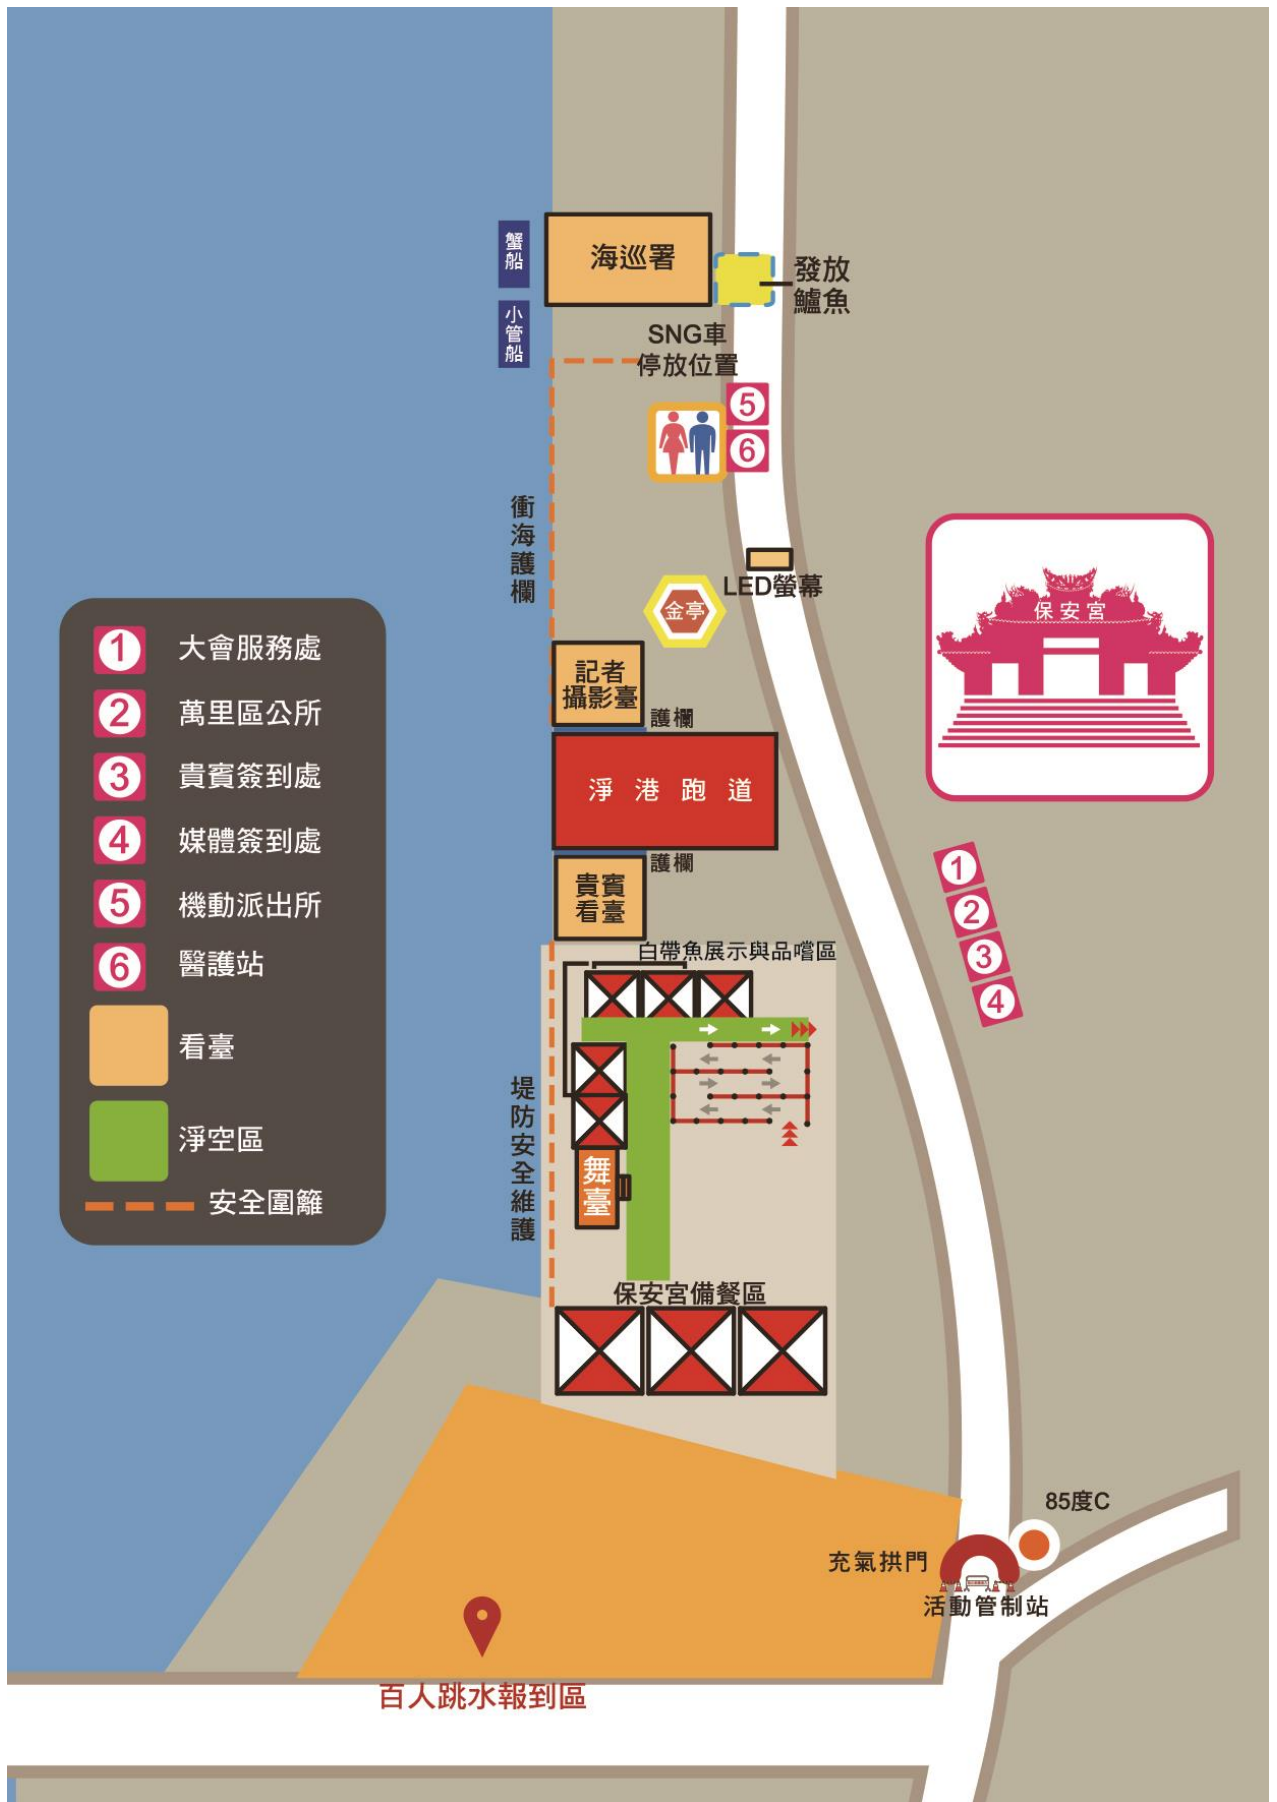 蟹船
海巡署
發放
鱸魚
小管船
SNG車
停放位置
5
6
衝海護欄
LED螢幕
金亭
保安宮
記者
攝影臺
護欄
淨港跑道
護欄
貴賓
看臺
1
2
3
4
白帶魚展示與品嚐區
堤防安全維護
舞臺
保安宮備餐區
1 大會服務處
2 萬里區公所
3 貴賓簽到處
4 媒體簽到處
5 機動派出所
6 醫護站
看臺
淨空區
安全圍籬
85度C
充氣拱門
活動管制站
百人跳水報到區